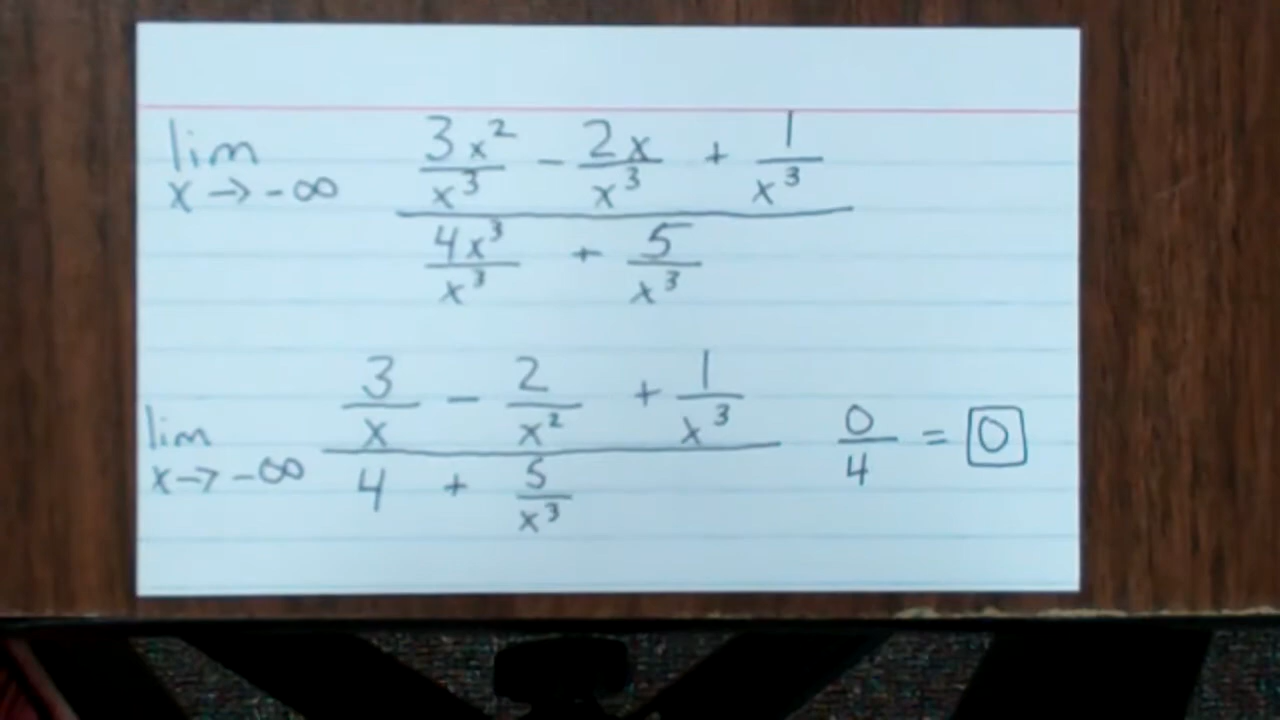 lim x → -∞ (3x²/x³ - 2x/x³ + 1/x³) / (4x³/x³ + 5/x³)
lim x → -∞ (3/x - 2/x² + 1/x³) / (4 + 5/x³) 0/4 = 0